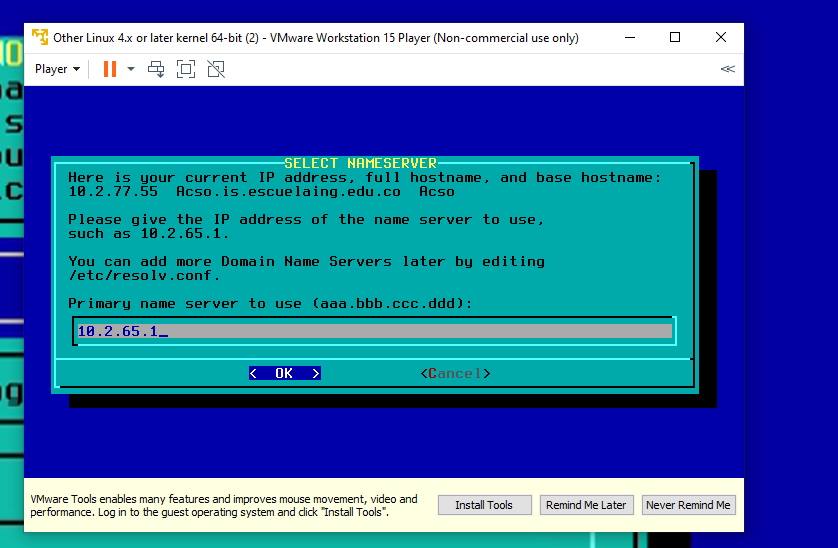 Other Linux 4.x or later kernel 64-bit (2) - VMware Workstation 15 Player (Non-commercial use only)
Player
SELECT NAMESERVER
Here is your current IP address, full hostname, and base hostname:
10.2.77.55 Acso.is.escuelaing.edu.co Acso
Please give the IP address of the name server to use,
such as 10.2.65.1.
You can add more Domain Name Servers later by editing
/etc/resolv.conf.
Primary name server to use (aaa.bbb.ccc.ddd):
10.2.65.1_
< OK > <Cancel>
VMware Tools enables many features and improves mouse movement, video and
performance. Log in to the guest operating system and click "Install Tools".
Install Tools Remind Me Later Never Remind Me